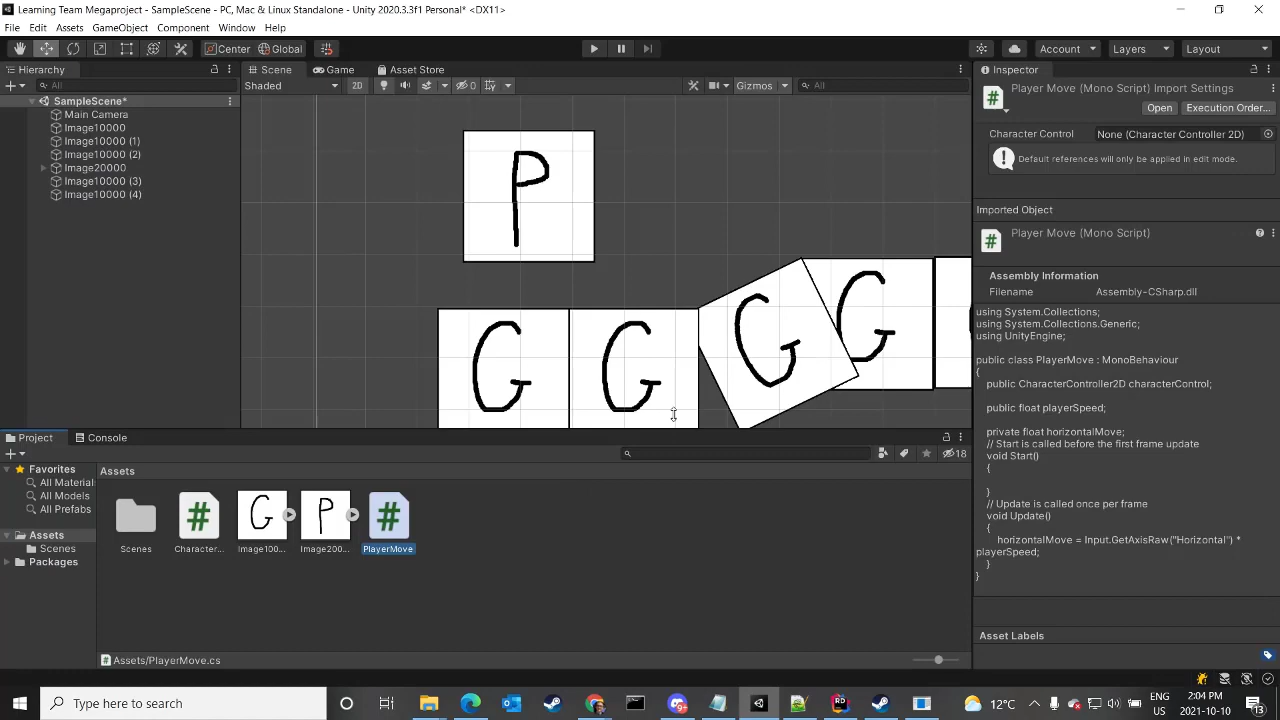 Learning Team Megaproject - SampleScene - PC, Mac & Linux Standalone - Unity 2020.3.3f1 Personal* <DX11>
File Edit Assets GameObject Component Window Help
Center Global Account Layers Layout
Hierarchy
All
SampleScene*
Main Camera
Image10000
Image10000 (1)
Image10000 (2)
Image20000
Image10000 (3)
Image10000 (4)
Scene Game Asset Store
Shaded 2D 0 Gizmos All
P
G G G G
Inspector
Player Move (Mono Script) Import Settings
Open Execution Order...
Character Control None (Character Controller 2D)
Default references will only be applied in edit mode.
Imported Object
Player Move (Mono Script)
Assembly Information
Filename Assembly-CSharp.dll
using System.Collections;
using System.Collections.Generic;
using UnityEngine;
public class PlayerMove : MonoBehaviour
{
public CharacterController2D characterControl;
public float playerSpeed;
private float horizontalMove;
// Start is called before the first frame update
void Start()
{
}
// Update is called once per frame
void Update()
{
horizontalMove = Input.GetAxisRaw("Horizontal") *
playerSpeed;
}
}
Asset Labels
Project Console
18
Favorites
All Material
All Models
All Prefabs
Assets
Scenes
Packages
Assets
Scenes Character... Image100... Image200... PlayerMove
Assets/PlayerMove.cs
Type here to search
12°C
ENG
US
2:04 PM
2021-10-10
13